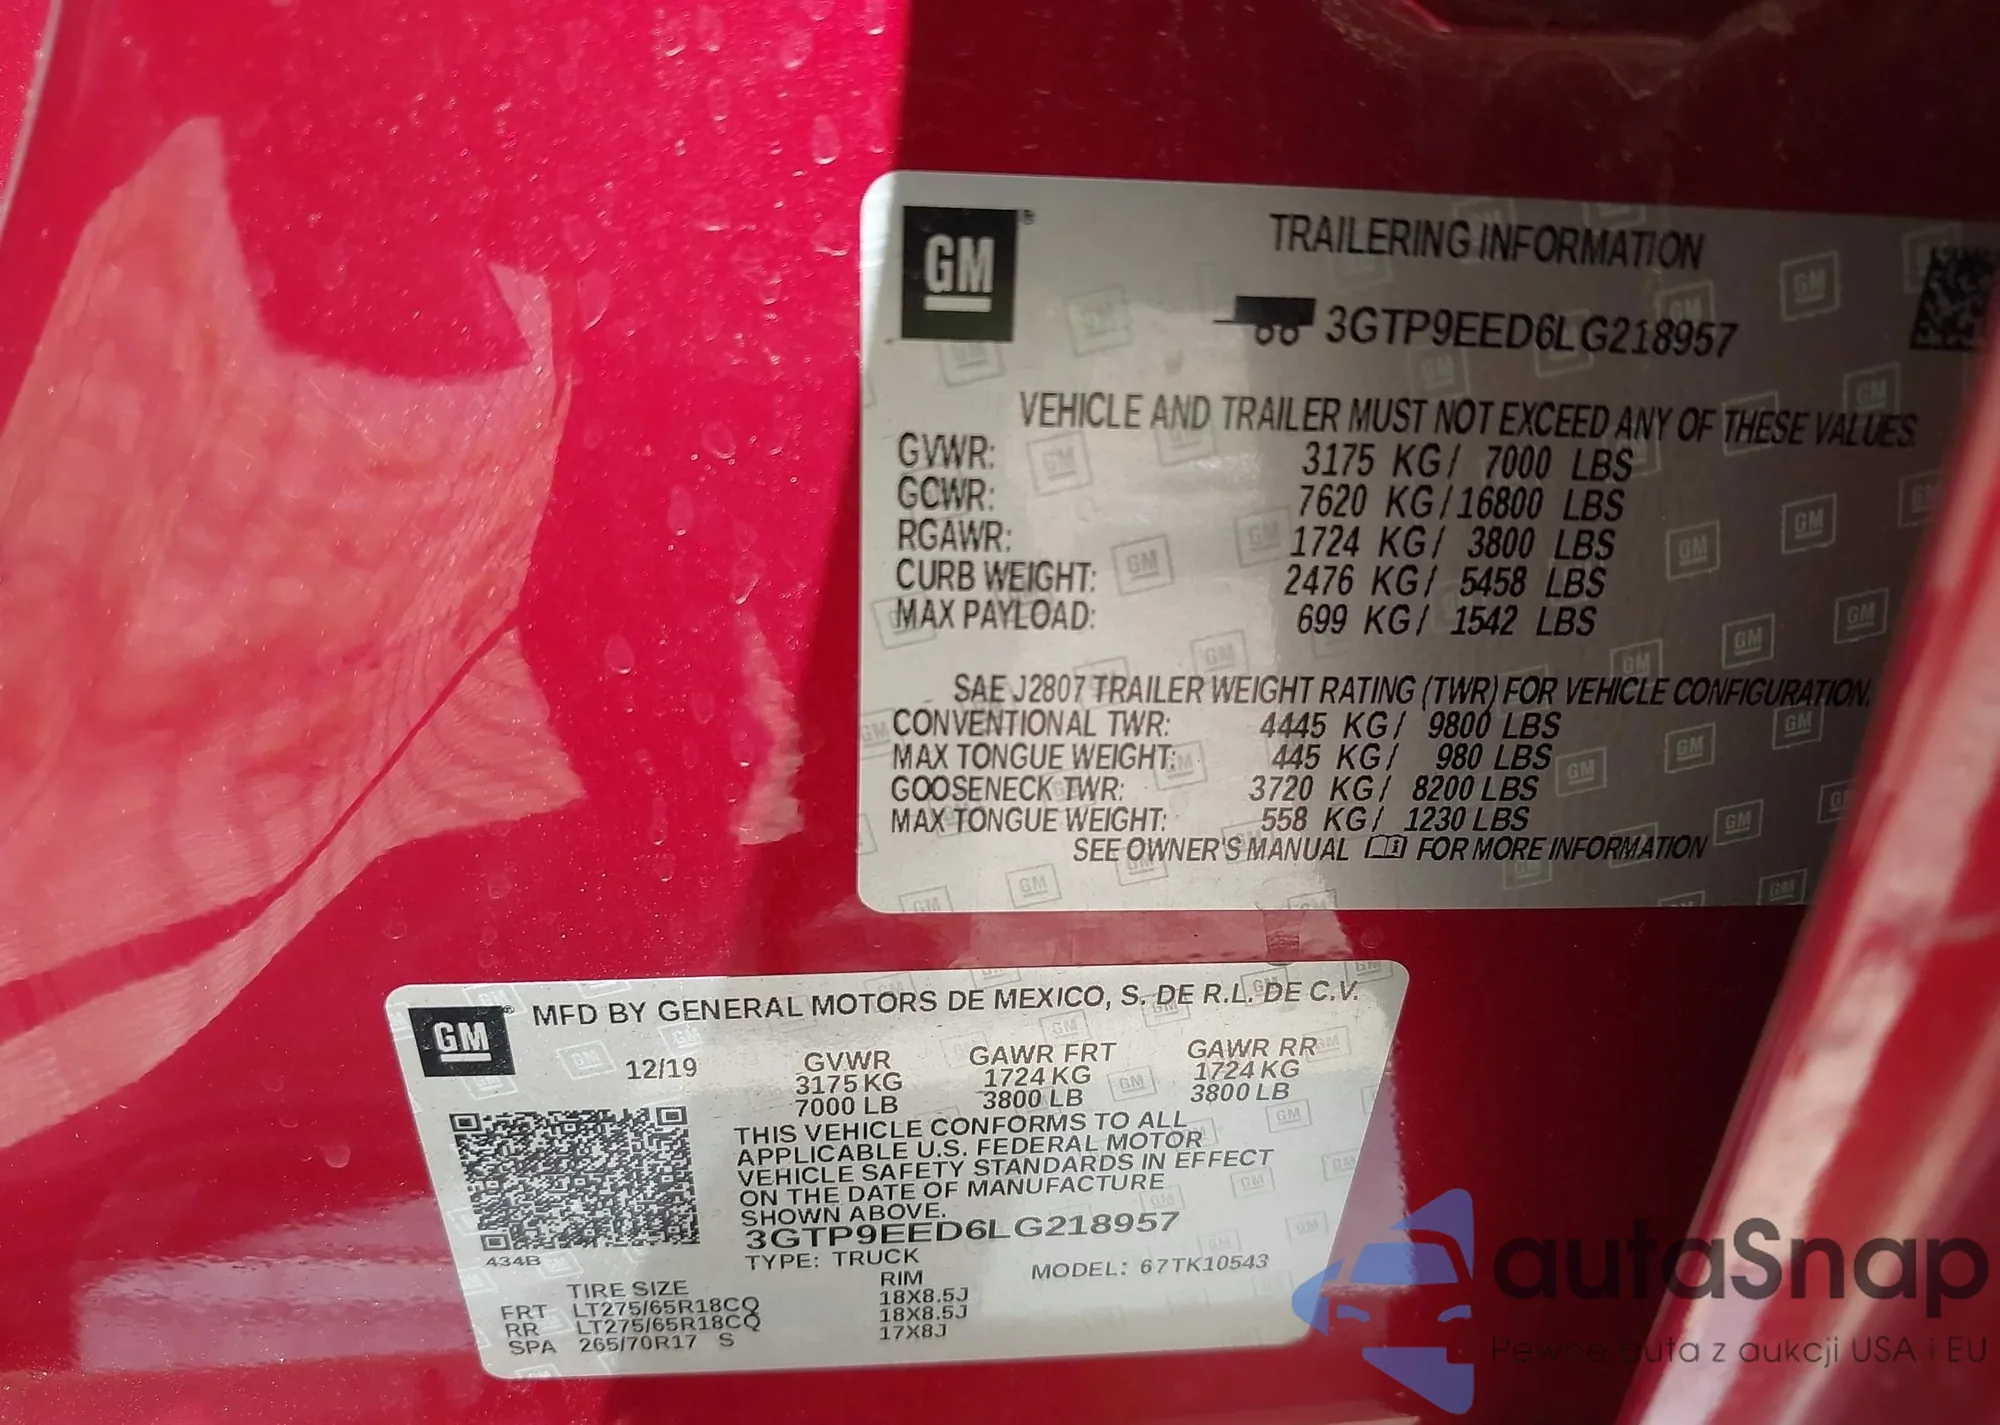 GM
TRAILERING INFORMATION
3GTP9EED6LG218957
VEHICLE AND TRAILER MUST NOT EXCEED ANY OF THESE VALUES.
GVWR: 3175 KG/ 7000 LBS
GCWR: 7620 KG/16800 LBS
RGAWR: 1724 KG/ 3800 LBS
CURB WEIGHT: 2476 KG/ 5458 LBS
MAX PAYLOAD: 699 KG/ 1542 LBS
SAE J2807 TRAILER WEIGHT RATING (TWR) FOR VEHICLE CONFIGURATION.
CONVENTIONAL TWR: 4445 KG/ 9800 LBS
MAX TONGUE WEIGHT: 445 KG/ 980 LBS
GOOSENECK TWR: 3720 KG/ 8200 LBS
MAX TONGUE WEIGHT: 558 KG/ 1230 LBS
SEE OWNER'S MANUAL FOR MORE INFORMATION
GM
MFD BY GENERAL MOTORS DE MEXICO, S. DE R.L. DE C.V.
12/19 GVWR GAWR FRT GAWR RR
3175 KG 1724 KG 1724 KG
7000 LB 3800 LB 3800 LB
THIS VEHICLE CONFORMS TO ALL
APPLICABLE U.S. FEDERAL MOTOR
VEHICLE SAFETY STANDARDS IN EFFECT
ON THE DATE OF MANUFACTURE
SHOWN ABOVE.
3GTP9EED6LG218957
434B
TYPE: TRUCK MODEL: 67TK10543
TIRE SIZE RIM
FRT LT275/65R18CQ 18X8.5J
RR LT275/65R18CQ 18X8.5J
SPA 265/70R17 S 17X8J
autaSnap
Pewne auta z aukcji USA i EU